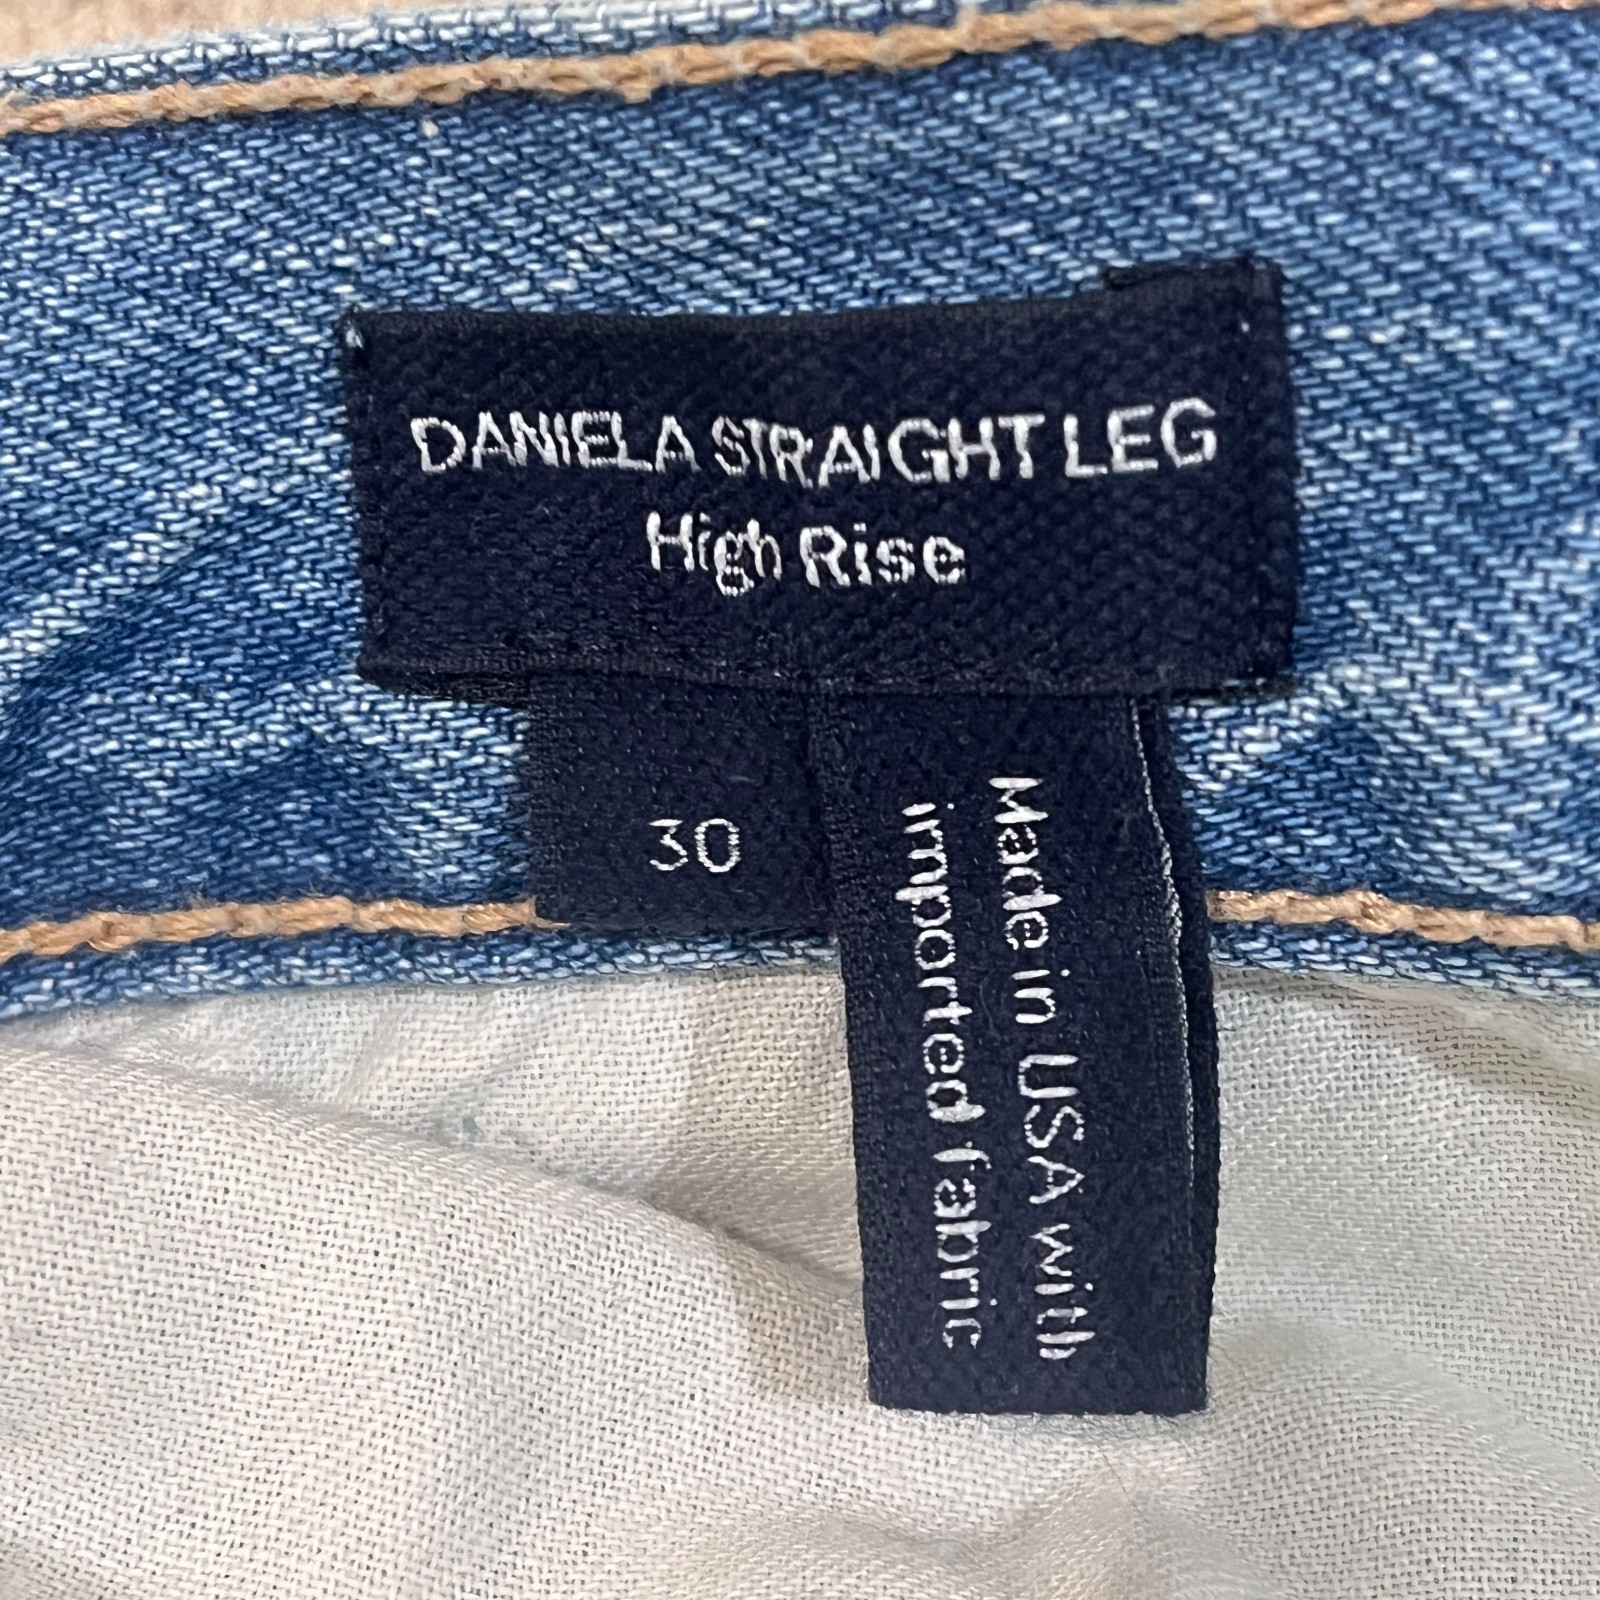 DANIELA STRAIGHT LEG
High Rise
30
Made in USA with
imported fabric